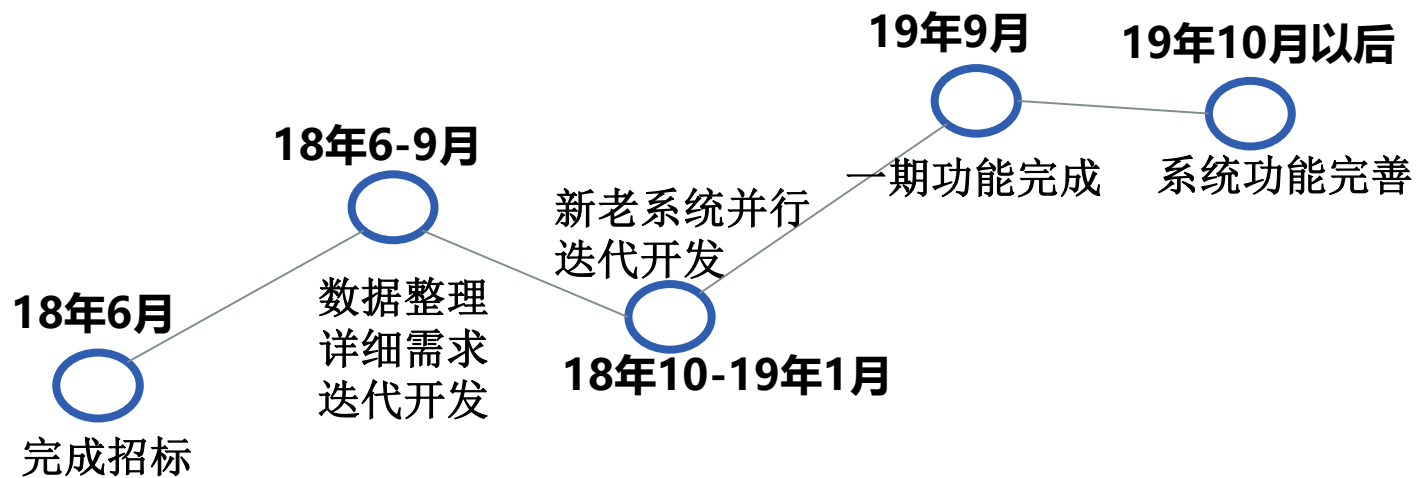 18年6月
完成招标
18年6-9月
数据整理
详细需求
迭代开发
新老系统并行
迭代开发
18年10-19年1月
19年9月
一期功能完成
19年10月以后
系统功能完善